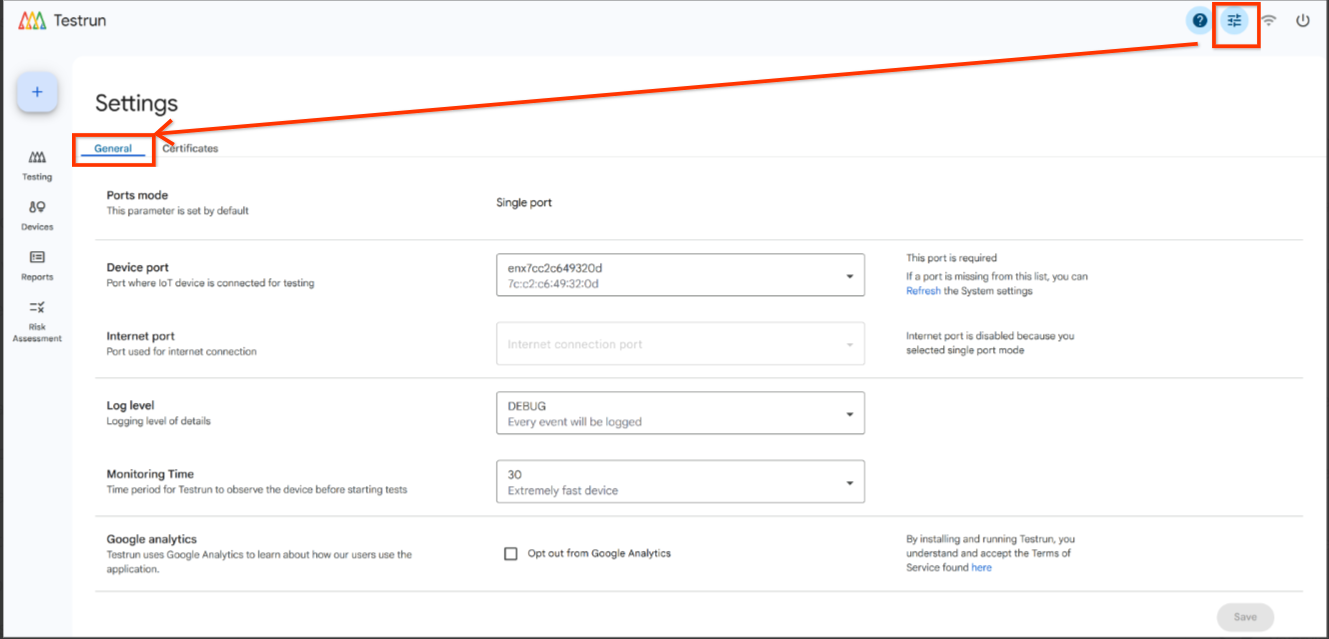 Testrun
Settings
General
Certificates
Testing
Devices
Reports
Risk
Assessment
Ports mode
This parameter is set by default
Single port
Device port
Port where IoT device is connected for testing
enx7cc2c649320d
7c:c2:c6:49:32:0d
This port is required
If a port is missing from this list, you can
Refresh the System settings
Internet port
Port used for internet connection
Internet connection port
Internet port is disabled because you
selected single port mode
Log level
Logging level of details
DEBUG
Every event will be logged
Monitoring Time
Time period for Testrun to observe the device before starting tests
30
Extremely fast device
Google analytics
Testrun uses Google Analytics to learn about how our users use the
application.
Opt out from Google Analytics
By installing and running Testrun, you
understand and accept the Terms of
Service found here
Save